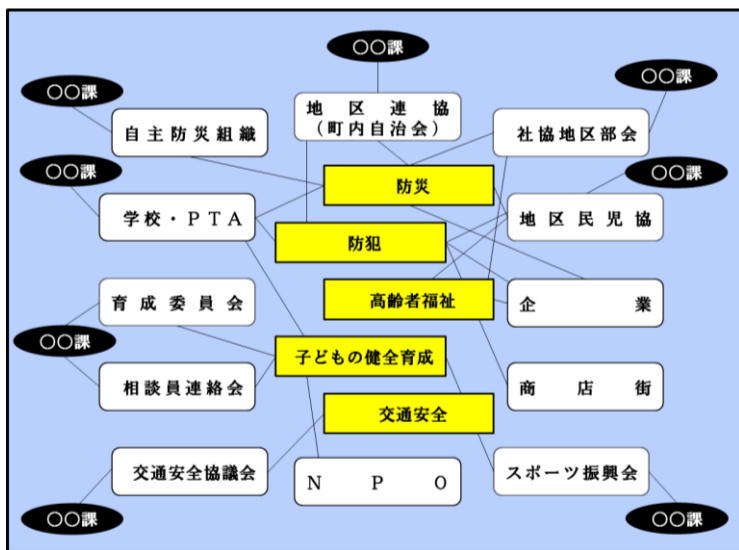 〇〇課
〇〇課
〇〇課
地区連協
(町内自治会)
自主防災組織
社協地区部会
〇〇課
〇〇課
防災
学校・PTA
地区民児協
防犯
育成委員会
高齢者福祉
企業
〇〇課
子どもの健全育成
相談員連絡会
商店街
交通安全
交通安全協議会
NPO
スポーツ振興会
〇〇課
〇〇課